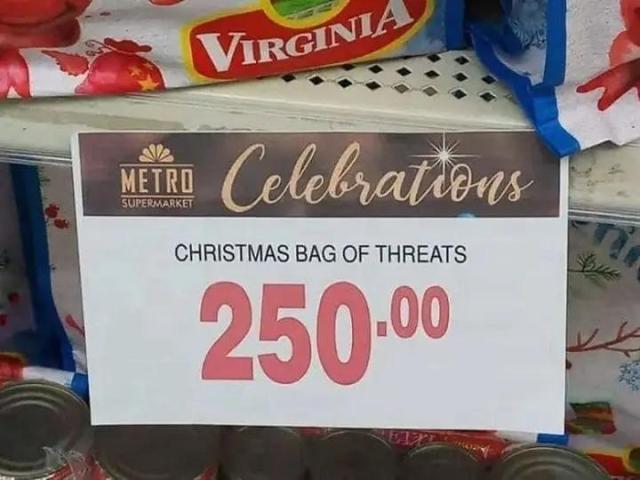 VIRGINIA
METRO
SUPERMARKET
Celebrations
CHRISTMAS BAG OF THREATS
250.00